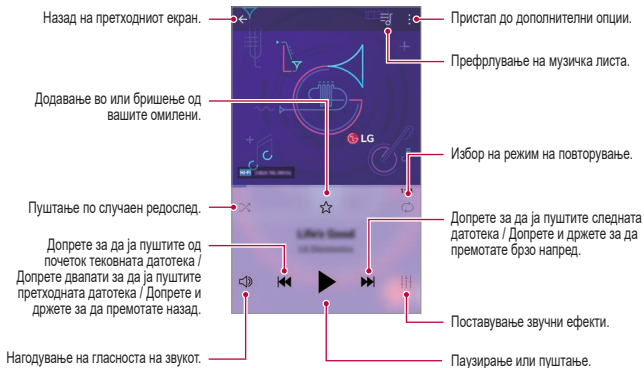 Назад на претходниот екран.
Додавање во или бришење од
вашите омилени.
Пуштање по случаен редослед.
Допрете за да ја пуштите од
почеток тековната датотека /
Допрете двапати за да ја пуштите
претходната датотека / Допрете и
држете за да премотате назад.
Нагодување на гласноста на звукот.
LG
HI-FI
Life's Good
LG Electronics
Пристап до дополнителни опции.
Префрлување на музичка листа.
Избор на режим на повторување.
Допрете за да ја пуштите следната
датотека / Допрете и држете за да
премотате брзо напред.
Поставување звучни ефекти.
Паузирање или пуштање.